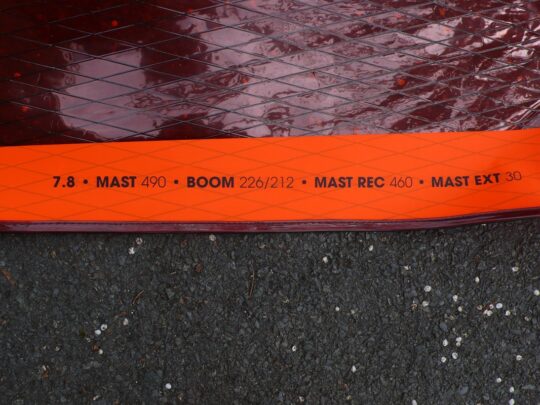 7.8 • MAST 490 • BOOM 226/212 • MAST REC 460 • MAST EXT 30